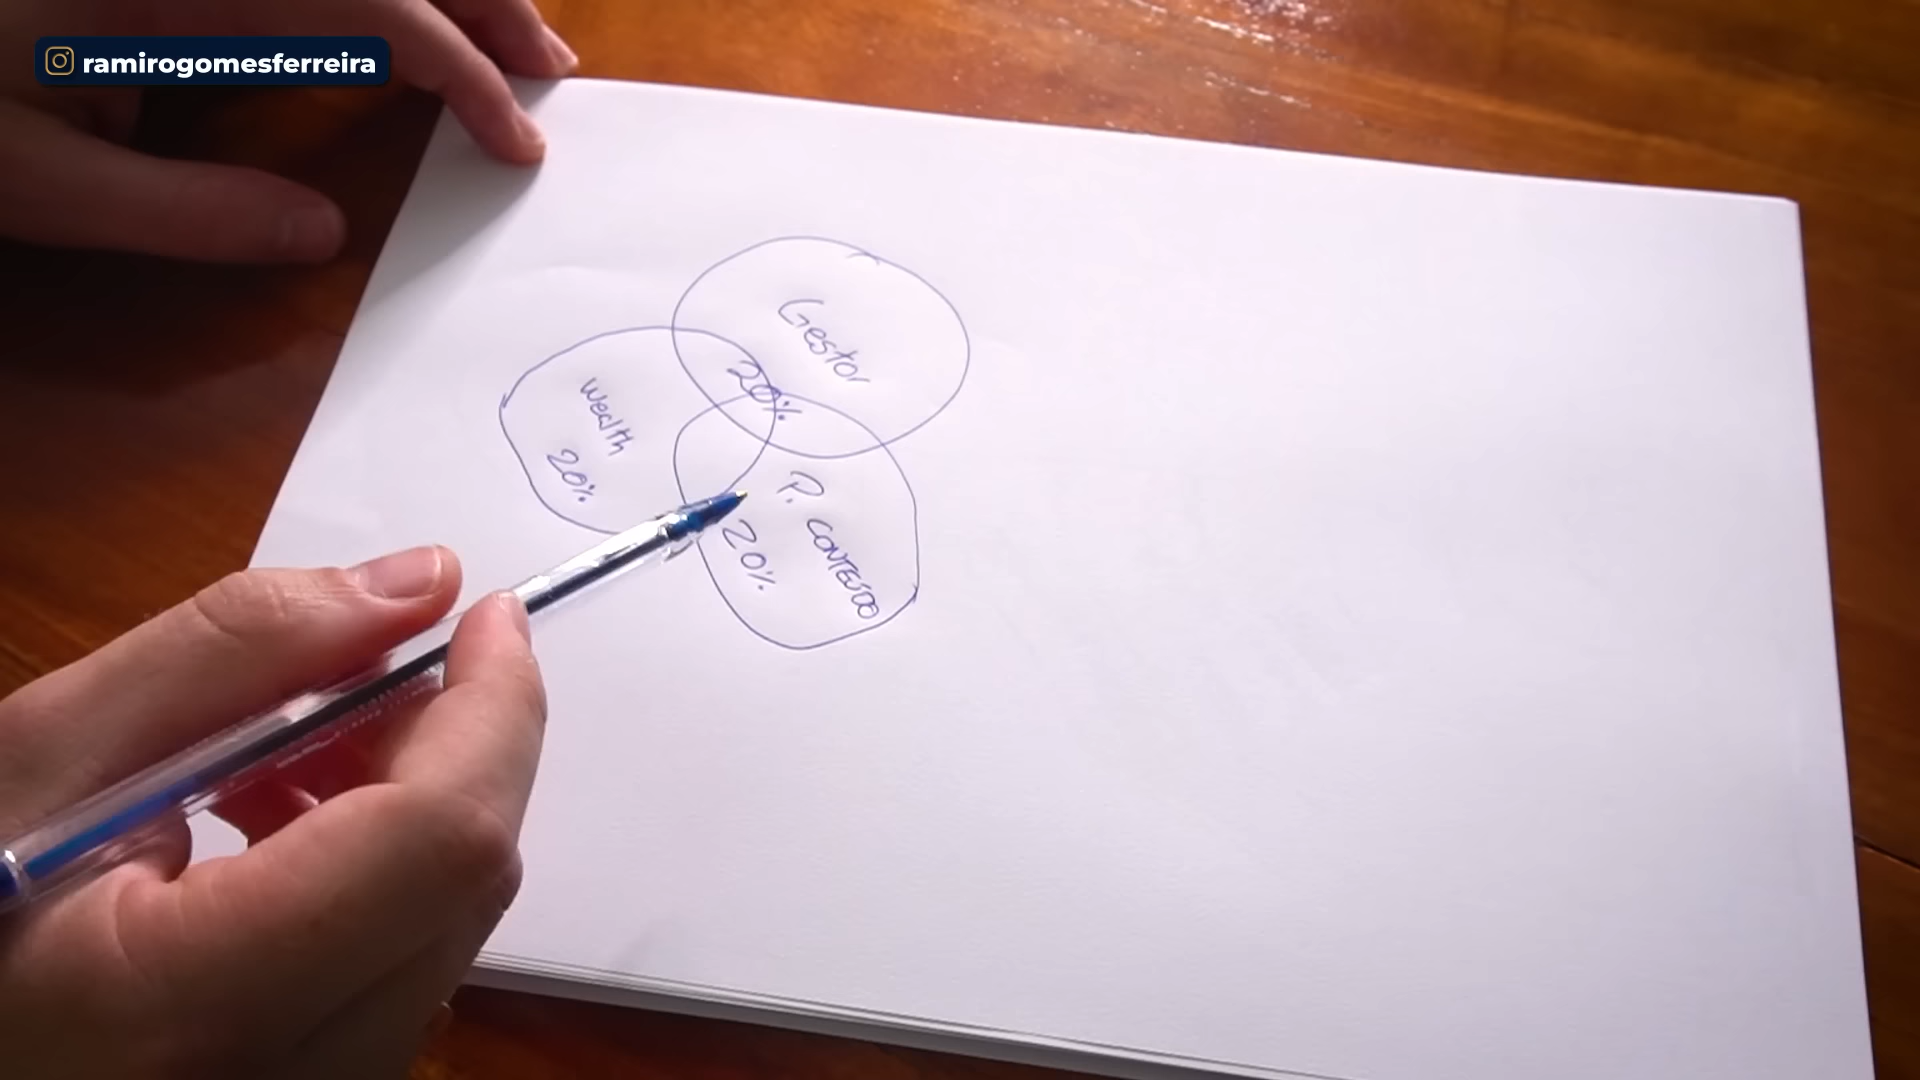 ramirogomesferreira
Gestor
20%
Wealth
20%
P. CONTEÚDO
20%